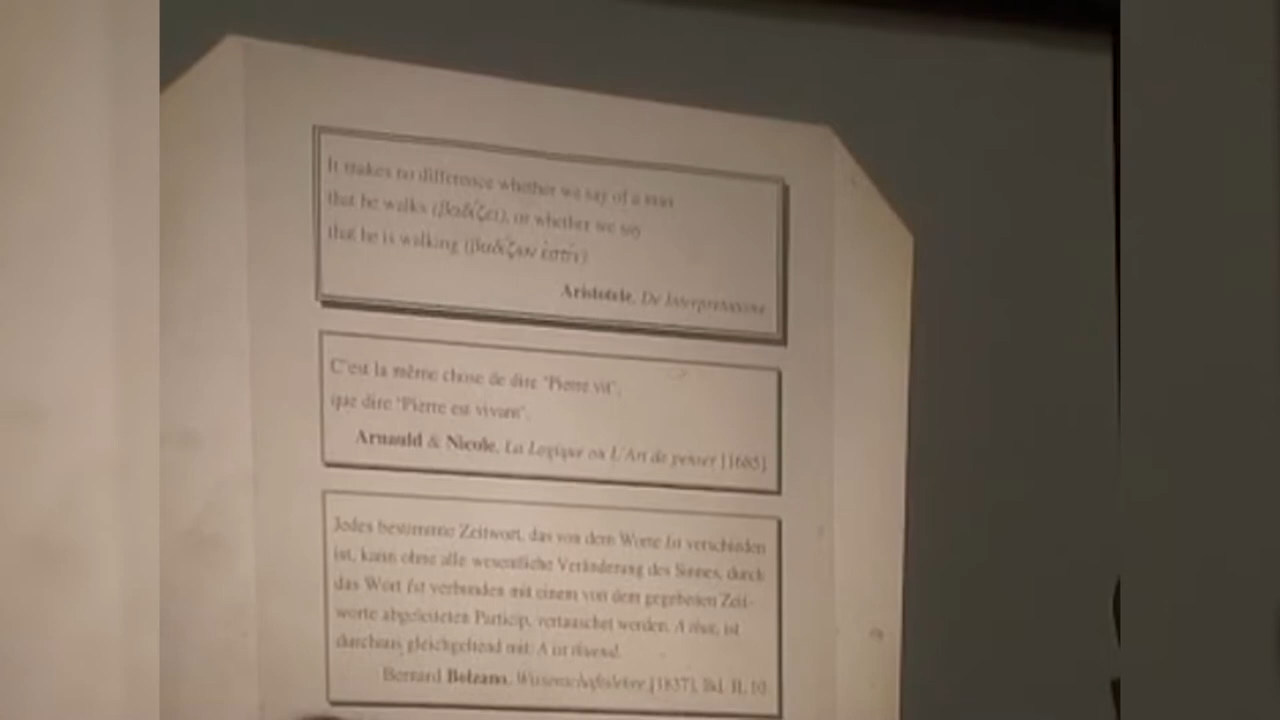 It makes no difference whether we say of a man
that he walks (βαδίζει), or whether we say
that he is walking (βαδίζων ἐστίν)
Aristotele, De Interpretatione
C'est la même chose de dire "Pierre vit",
que dire "Pierre est vivant".
Arnauld & Nicole, La Logique ou L'Art de penser [1685]
Jedes bestimmte Zeitwort, das von dem Worte Ist verschieden
ist, kann ohne alle wesentliche Veränderung des Sinnes, durch
das Wort Ist verbunden mit einem von dem gegebenen Zeit-
worte abgeleiteten Particip, vertauschet werden. A ist
durchaus gleichgeltend mit: A ist
Bernard Bolzano, Wissenschaftslehre [1837], Bd. II, 10